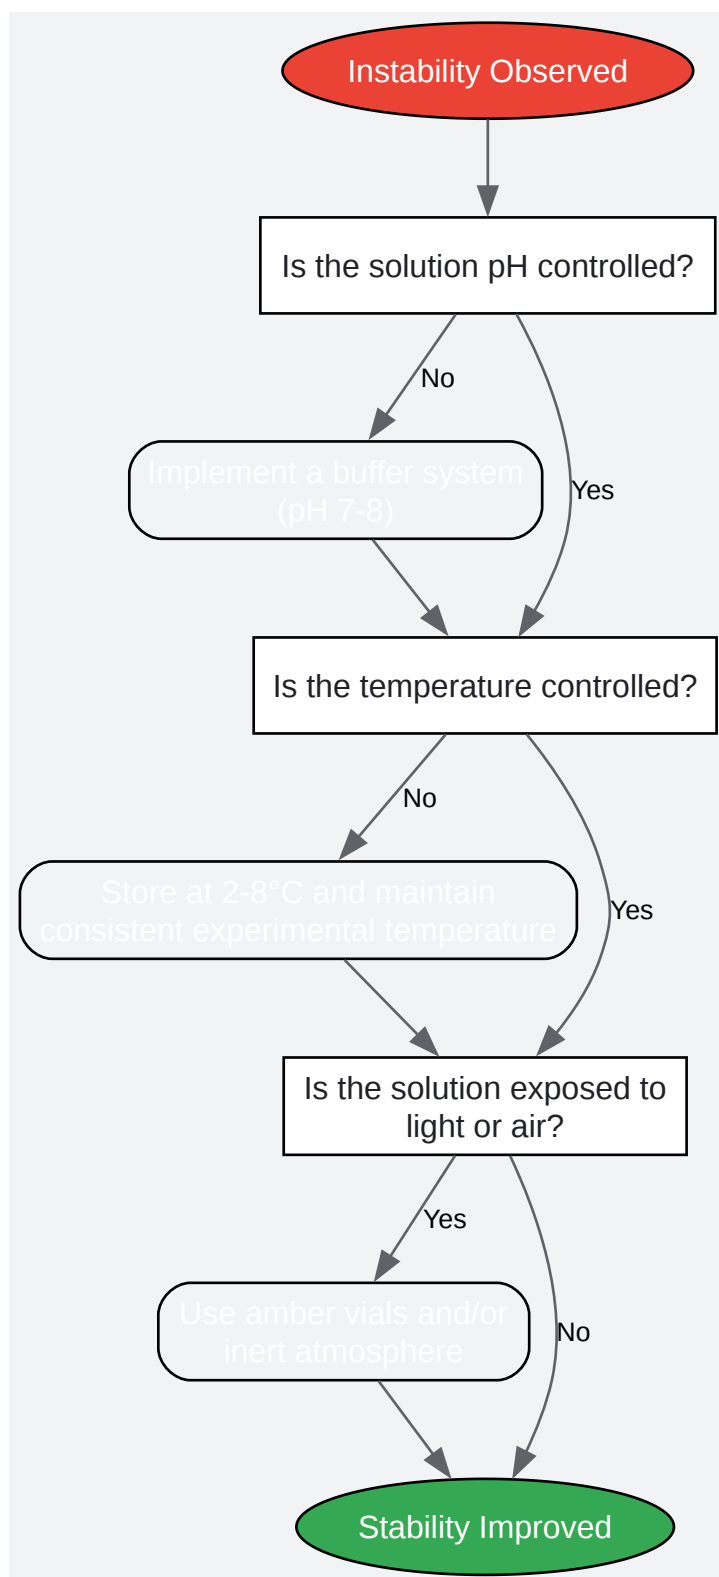 Instability Observed
Is the solution pH controlled?
No
Implement a buffer system
(pH 7-8)
Yes
Is the temperature controlled?
No
Store at 2-8°C and maintain
consistent experimental temperature
Yes
Is the solution exposed to
light or air?
Yes
Use amber vials and/or
inert atmosphere
No
Stability Improved